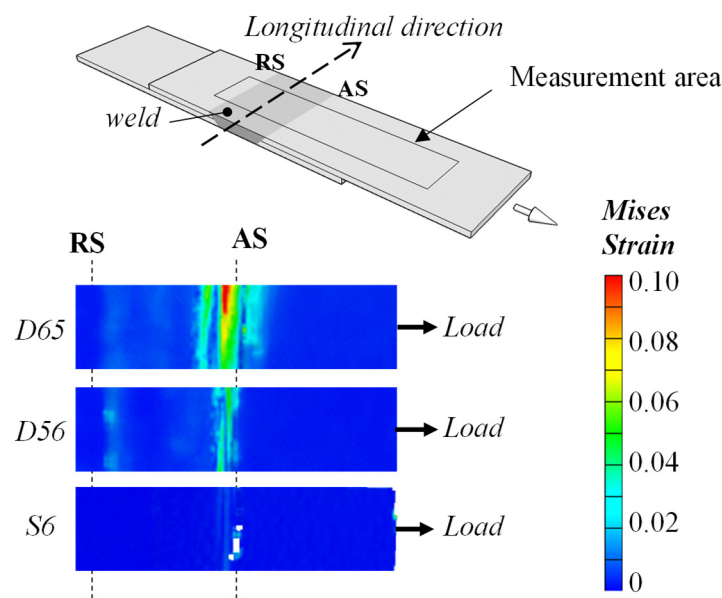 Longitudinal direction
RS
AS
Measurement area
weld
Mises
Strain
RS
AS
0.10
D65
Load
0.08
0.06
D56
Load
0.04
S6
Load
0.02
0